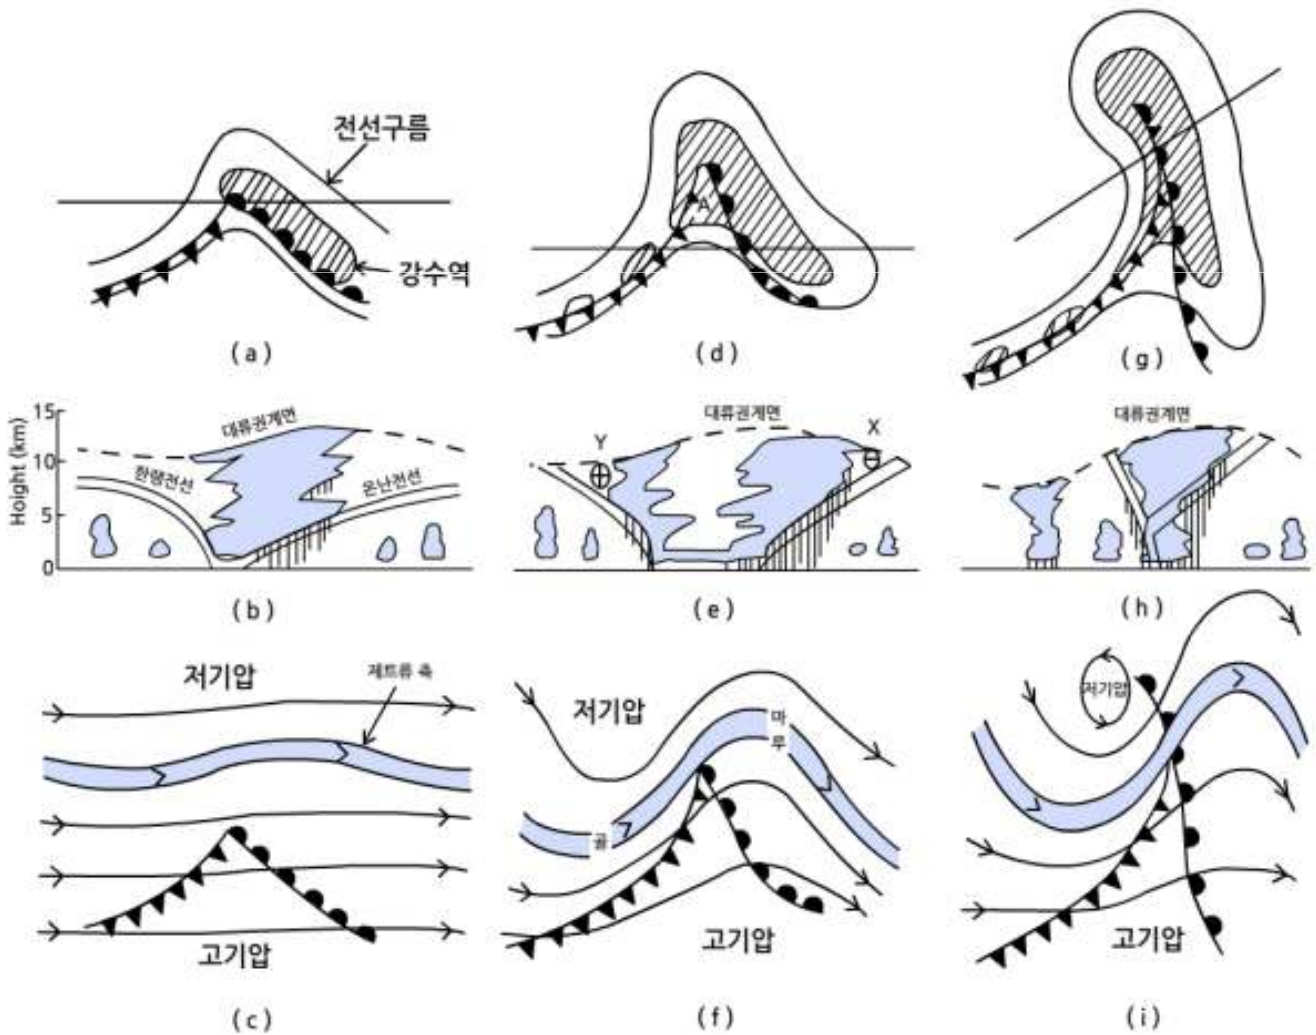 전선구름
강수역
A
(a)
(d)
(g)
Hoight (km)
15
10
5
0
대류권계면
한랭전선
온난전선
대류권계면
Y
X
대류권계면
(b)
(e)
(h)
저기압
제트류 축
고기압
저기압
마
루
골
고기압
저기압
고기압
(c)
(f)
(i)